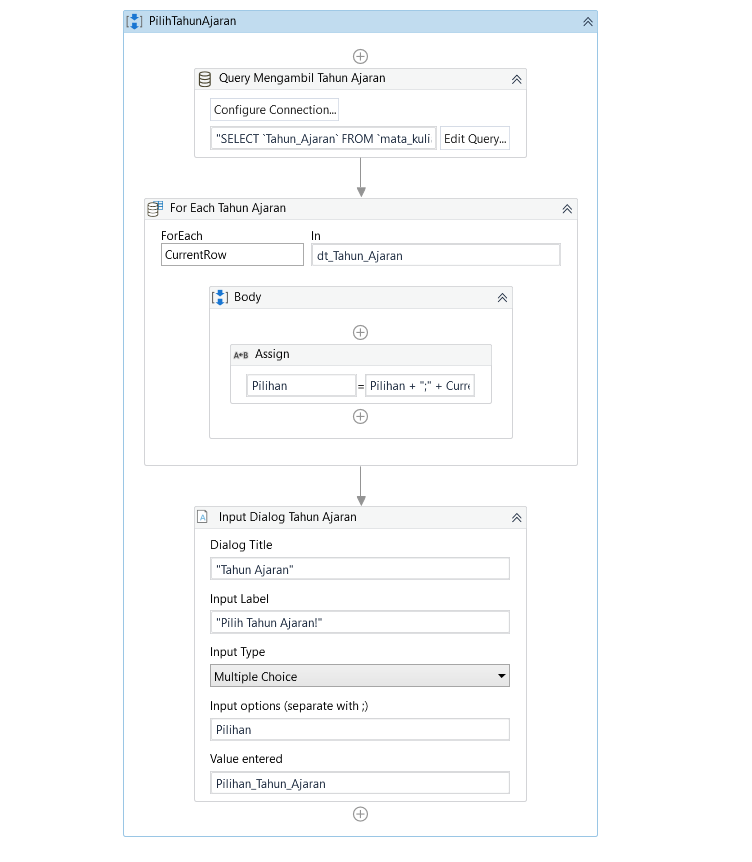 PilihTahunAjaran
Query Mengambil Tahun Ajaran
Configure Connection...
"SELECT `Tahun_Ajaran` FROM `mata_kuli
Edit Query...
For Each Tahun Ajaran
ForEach In
CurrentRow dt_Tahun_Ajaran
Body
A+B Assign
Pilihan = Pilihan + ";" + Curre
Input Dialog Tahun Ajaran
Dialog Title
"Tahun Ajaran"
Input Label
"Pilih Tahun Ajaran!"
Input Type
Multiple Choice
Input options (separate with ;)
Pilihan
Value entered
Pilihan_Tahun_Ajaran